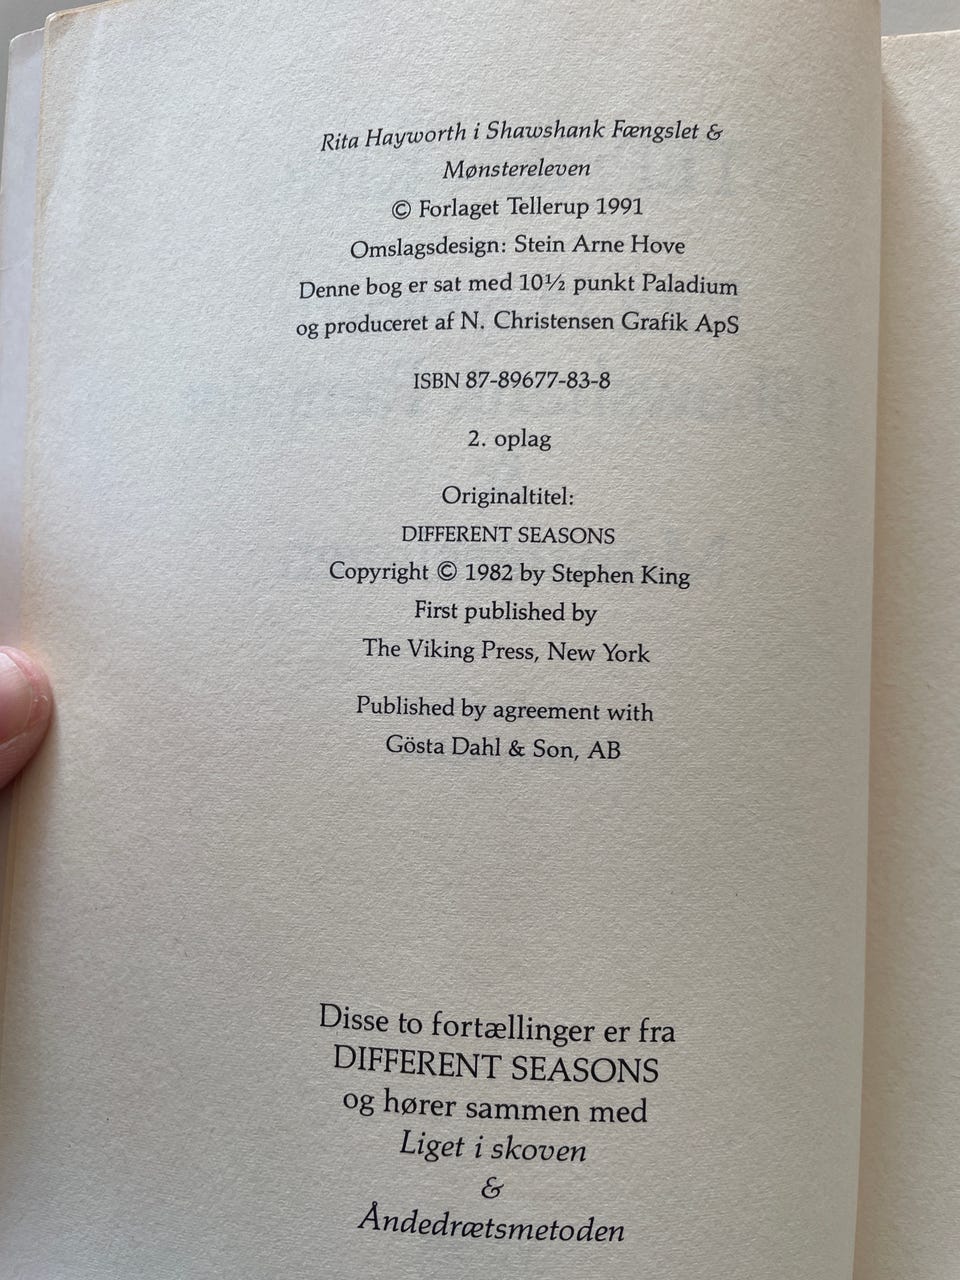 Rita Hayworth i Shawshank Fængslet &
Mønstereleven
© Forlaget Tellerup 1991
Omslagsdesign: Stein Arne Hove
Denne bog er sat med 10½ punkt Paladium
og produceret af N. Christensen Grafik ApS
ISBN 87-89677-83-8
2. oplag
Originaltitel:
DIFFERENT SEASONS
Copyright © 1982 by Stephen King
First published by
The Viking Press, New York
Published by agreement with
Gösta Dahl & Son, AB
Disse to fortællinger er fra
DIFFERENT SEASONS
og hører sammen med
Liget i skoven
&
Åndedrætsmetoden